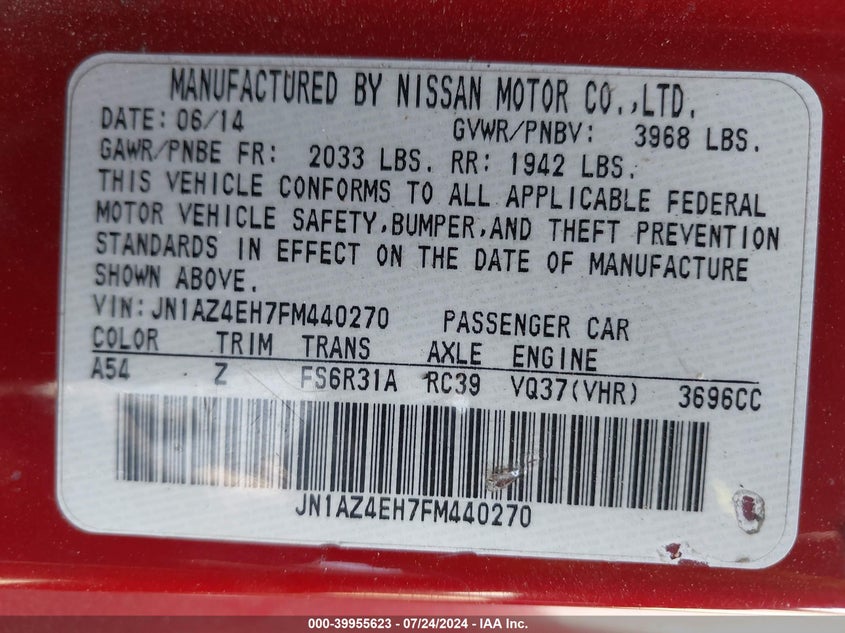 MANUFACTURED BY NISSAN MOTOR CO.,LTD.
DATE: 06/14 GVWR/PNBV: 3968 LBS.
GAWR/PNBE FR: 2033 LBS. RR: 1942 LBS.
THIS VEHICLE CONFORMS TO ALL APPLICABLE FEDERAL
MOTOR VEHICLE SAFETY,BUMPER,AND THEFT PREVENTION
STANDARDS IN EFFECT ON THE DATE OF MANUFACTURE
SHOWN ABOVE.
VIN:JN1AZ4EH7FM440270 PASSENGER CAR
COLOR TRIM TRANS AXLE ENGINE
A54 Z FS6R31A RC39 VQ37(VHR) 3696CC
JN1AZ4EH7FM440270
000-39955623 - 07/24/2024 - IAA Inc.